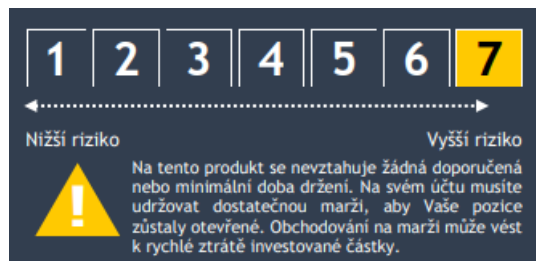 1 2 3 4 5 6 7
Nižší riziko Vyšší riziko
!
Na tento produkt se nevztahuje žádná doporučená
nebo minimální doba držení. Na svém účtu musíte
udržovat dostatečnou marži, aby Vaše pozice
zůstaly otevřené. Obchodování na marži může vést
k rychlé ztrátě investované částky.